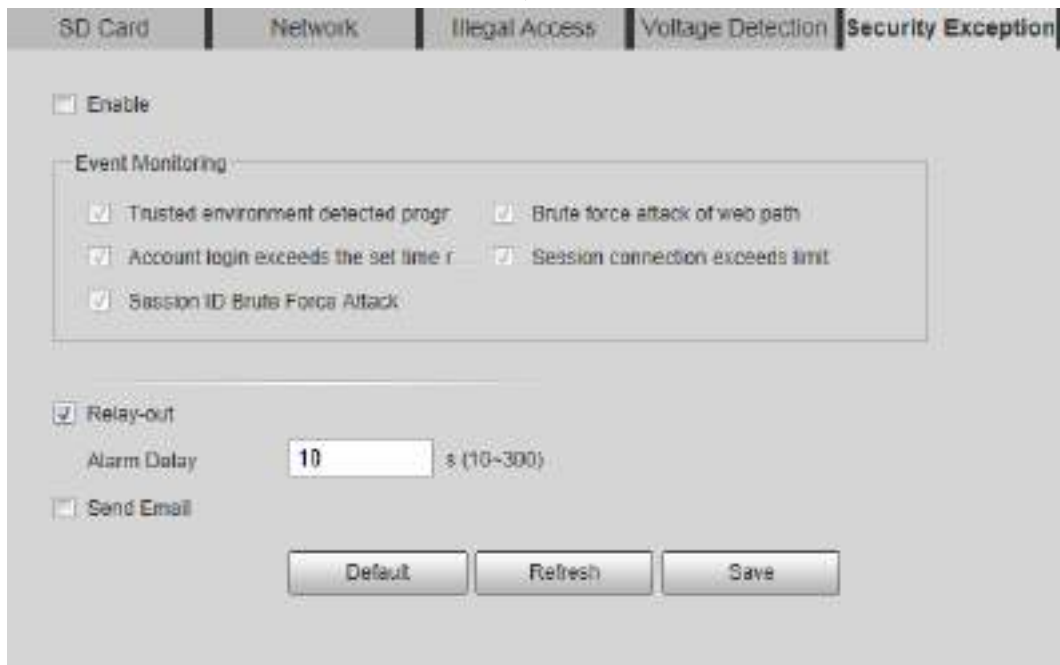 SD Card Network Illegal Access Voltage Detection Security Exception
Enable
Event Monitoring
Trusted environment detected progr Brute force attack of web path
Account login exceeds the set time r Session connection exceeds limit
Session ID Brute Force Attack
Relay-out
Alarm Delay 10 s (10~300)
Send Email
Default Refresh Save